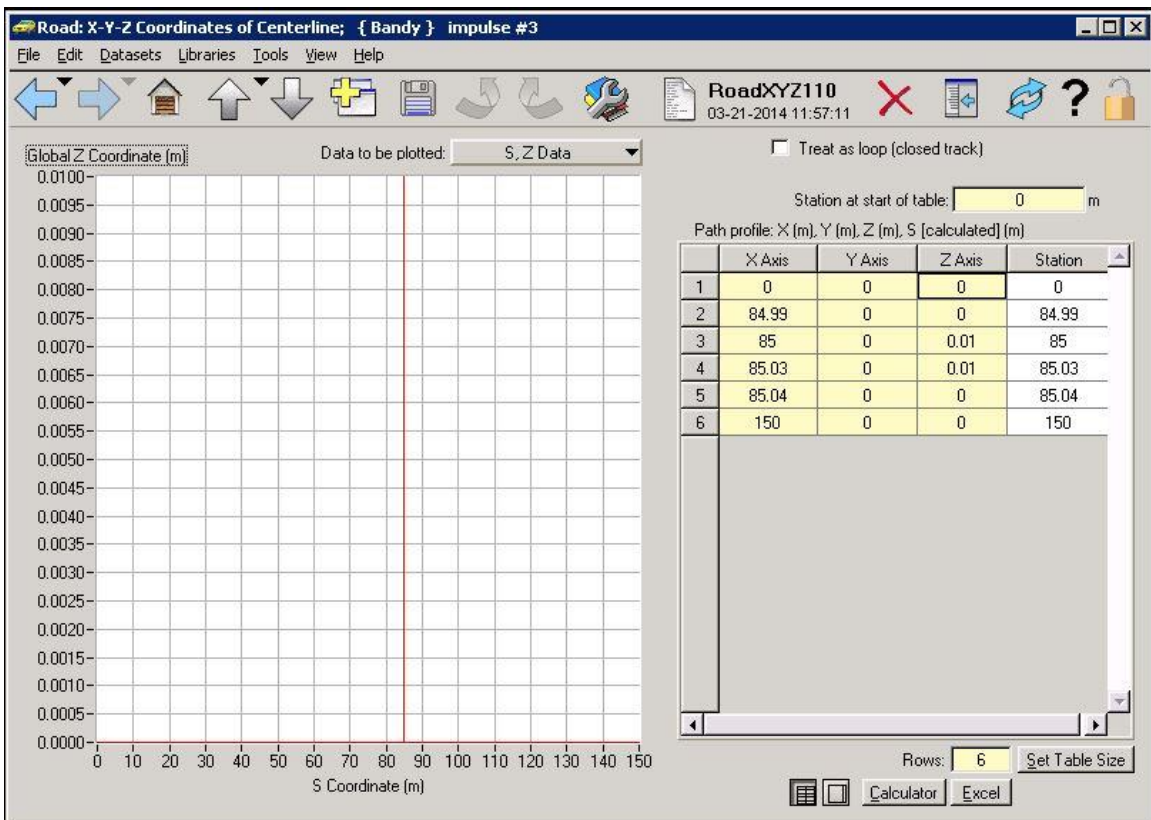 Road: X-Y-Z Coordinates of Centerline; { Bandy } impulse #3
File Edit Datasets Libraries Tools View Help
RoadXYZ110
03-21-2014 11:57:11
?
Global Z Coordinate (m)
Data to be plotted: S, Z Data
0.0100
0.0095
0.0090
0.0085
0.0080
0.0075
0.0070
0.0065
0.0060
0.0055
0.0050
0.0045
0.0040
0.0035
0.0030
0.0025
0.0020
0.0015
0.0010
0.0005
0.0000
0 10 20 30 40 50 60 70 80 90 100 110 120 130 140 150
S Coordinate (m)
Treat as loop (closed track)
Station at start of table: 0 m
Path profile: X (m), Y (m), Z (m), S [calculated] (m)
X Axis Y Axis Z Axis Station
1 0 0 0 0
2 84.99 0 0 84.99
3 85 0 0.01 85
4 85.03 0 0.01 85.03
5 85.04 0 0 85.04
6 150 0 0 150
Rows: 6 Set Table Size
Calculator Excel